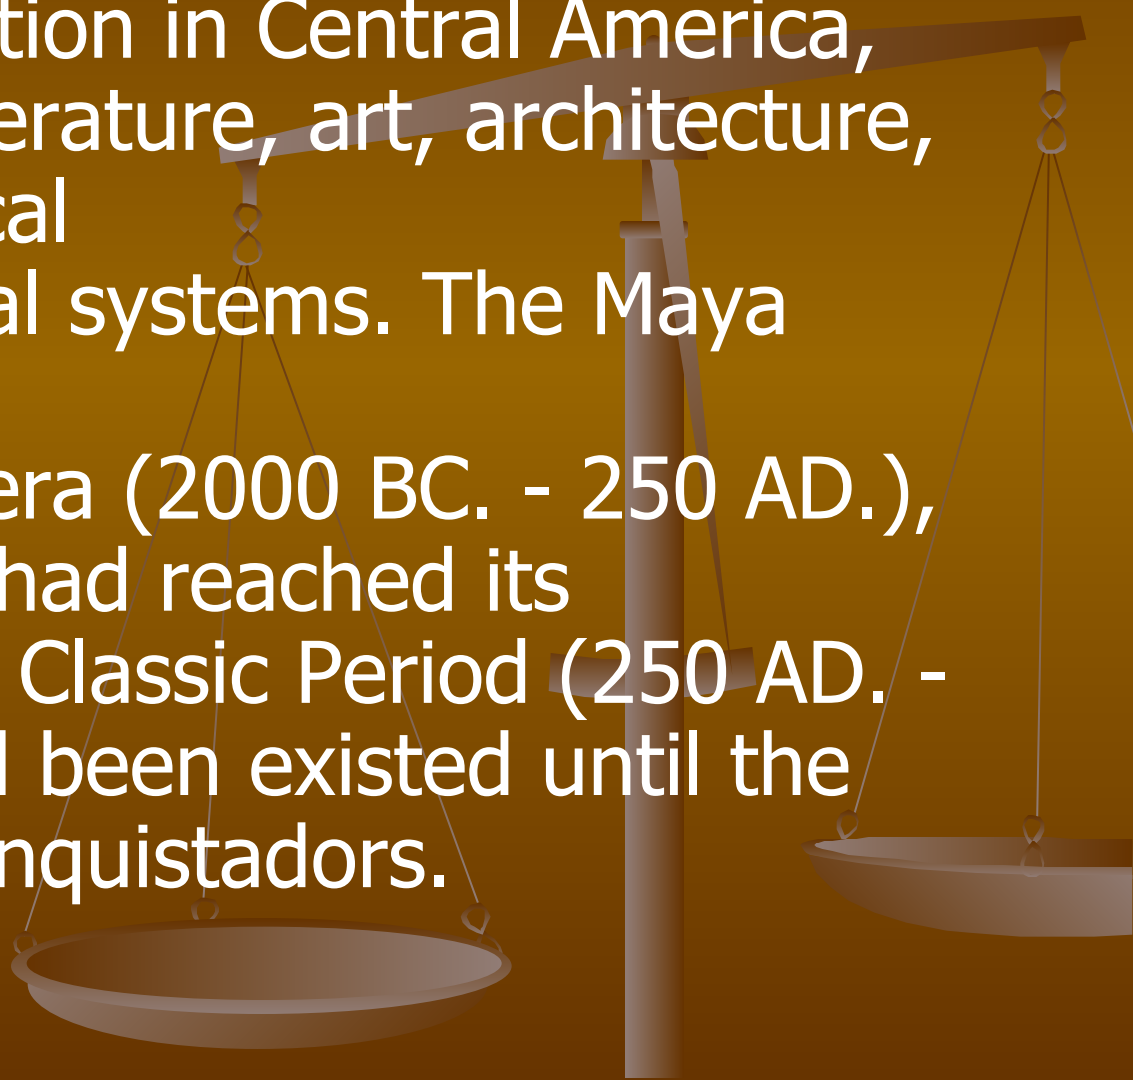 tion in Central America,
erature, art, architecture,
cal
al systems. The Maya
era (2000 BC. - 250 AD.),
had reached its
Classic Period (250 AD. -
been existed until the
nquistadors.